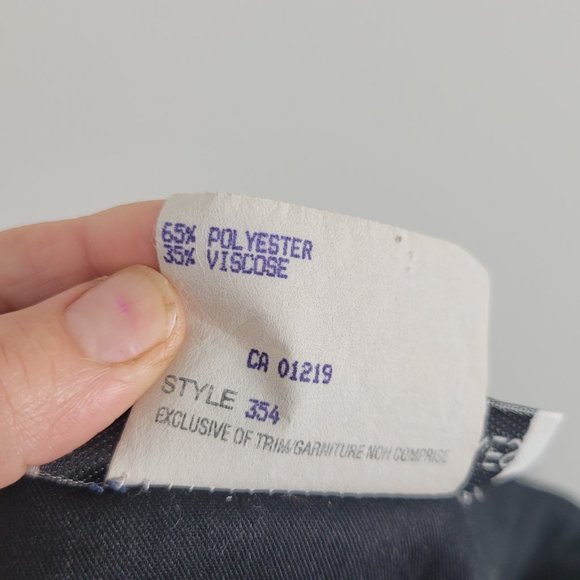 65% POLYESTER
35% VISCOSE
CA 01219
STYLE 354
EXCLUSIVE OF TRIM/GARNITURE NON COMPRISE